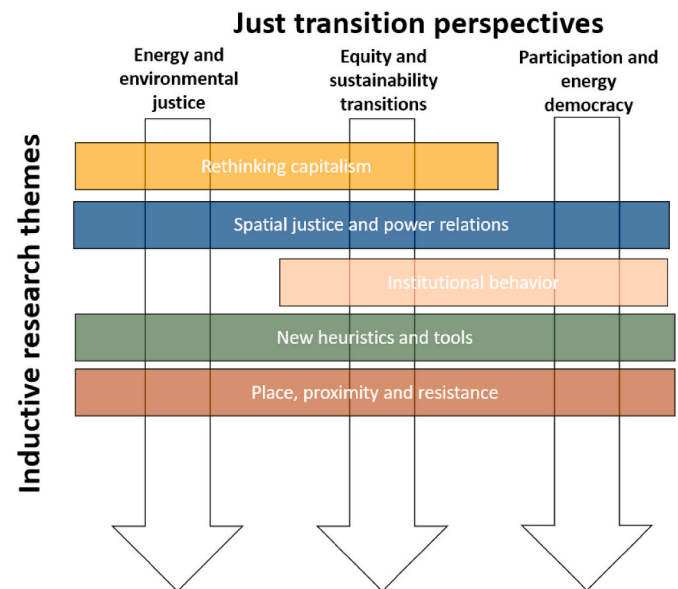 Just transition perspectives
Energy and
environmental
justice
Equity and
sustainability
transitions
Participation and
energy
democracy
Inductive research themes
Rethinking capitalism
Spatial justice and power relations
Institutional behavior
New heuristics and tools
Place, proximity and resistance